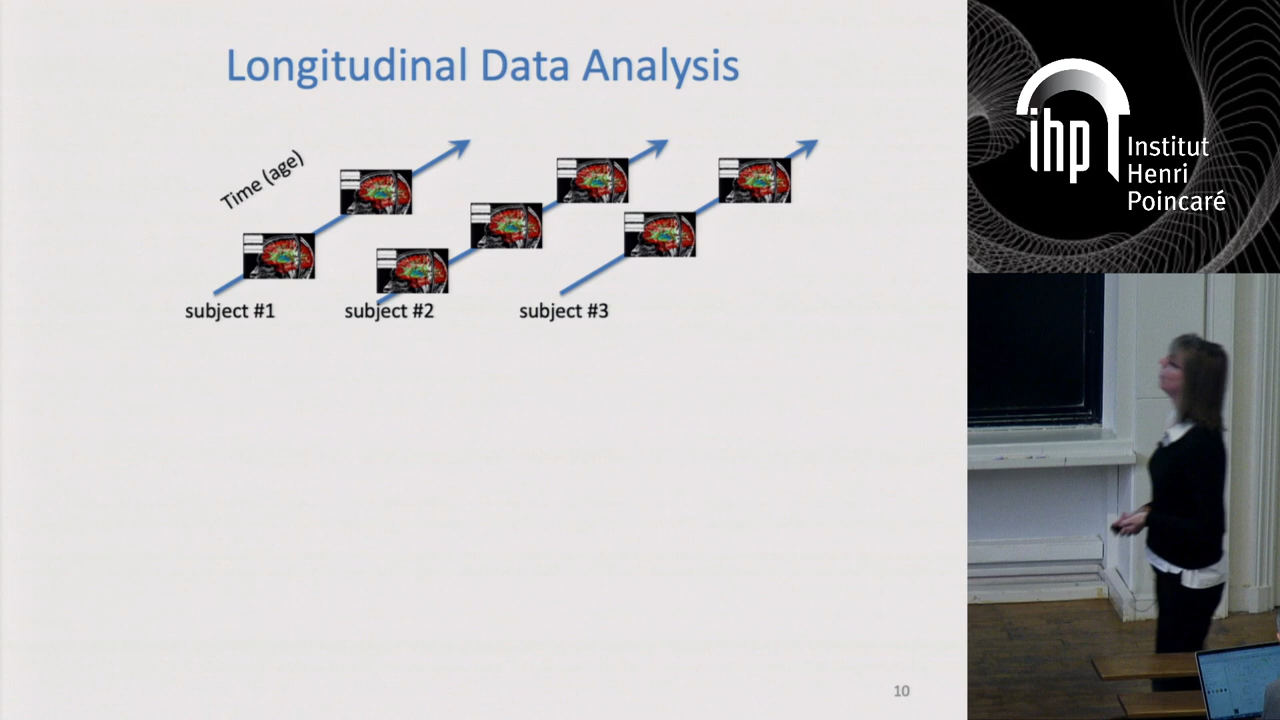 Longitudinal Data Analysis
Time (age)
subject #1
subject #2
subject #3
10
ihp
Institut
Henri
Poincaré